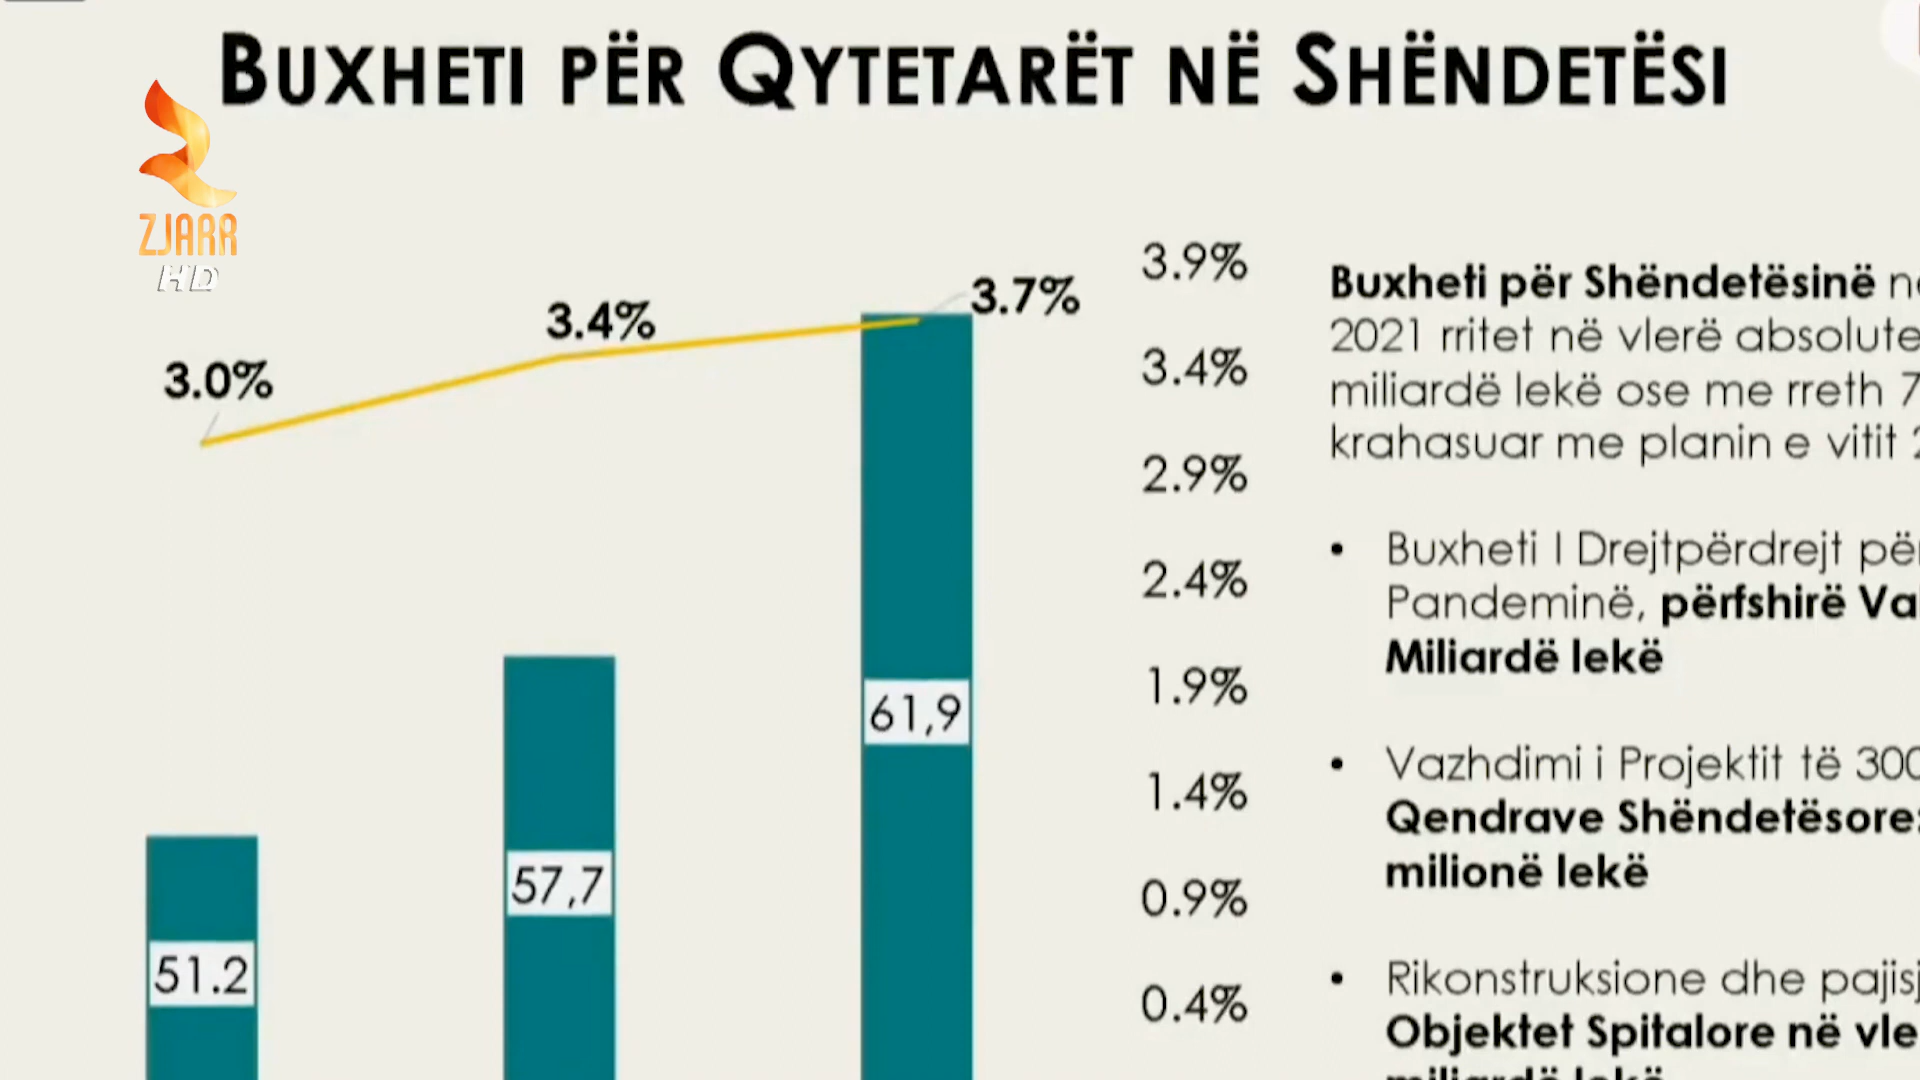 BUXHETI PËR QYTETARËT NË SHËNDETËSI
ZJARR
HD
3.0%
3.4%
3.7%
51.2
57,7
61,9
3.9%
3.4%
2.9%
2.4%
1.9%
1.4%
0.9%
0.4%
Buxheti për Shëndetësinë
2021 rritet në vlerë absolute
miliardë lekë ose me rreth 7
krahasuar me planin e vitit
• Buxheti I Drejtpërdrejt
Pandeminë, përfshirë
Miliardë lekë
• Vazhdimi i Projektit të 300
Qendrave Shëndetësore:
milionë lekë
• Rikonstruksione dhe
Objektet Spitalore në